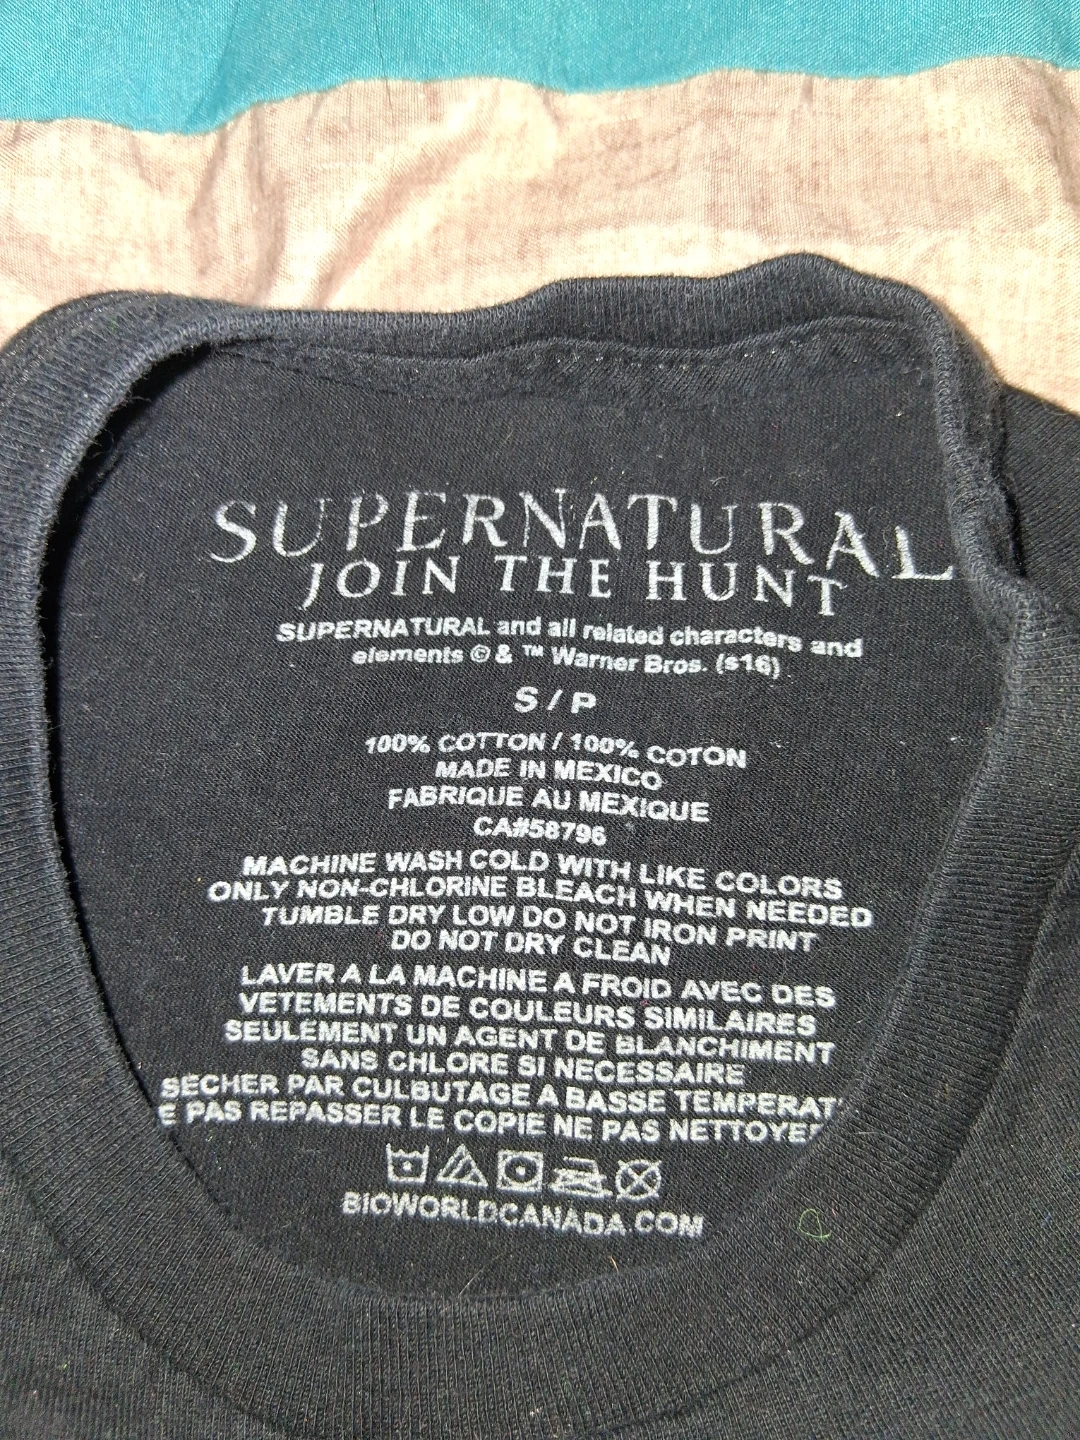 SUPERNATURAL
JOIN THE HUNT
SUPERNATURAL and all related characters and
elements © & ™ Warner Bros. (s16)
S / P
100% COTTON / 100% COTON
MADE IN MEXICO
FABRIQUE AU MEXIQUE
CA#58796
MACHINE WASH COLD WITH LIKE COLORS
ONLY NON-CHLORINE BLEACH WHEN NEEDED
TUMBLE DRY LOW DO NOT IRON PRINT
DO NOT DRY CLEAN
LAVER A LA MACHINE A FROID AVEC DES
VETEMENTS DE COULEURS SIMILAIRES
SEULEMENT UN AGENT DE BLANCHIMENT
SANS CHLORE SI NECESSAIRE
SECHER PAR CULBUTAGE A BASSE
PAS REPASSER LE COPIE NE PAS
BIOWORLDCANADA.COM